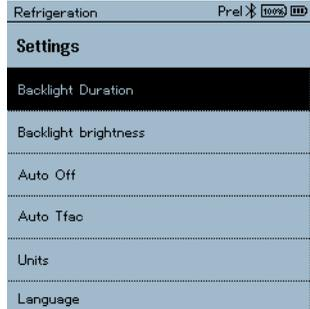 Refrigeration Prel 100%
Settings
Backlight Duration
Backlight brightness
Auto Off
Auto Tfac
Units
Language